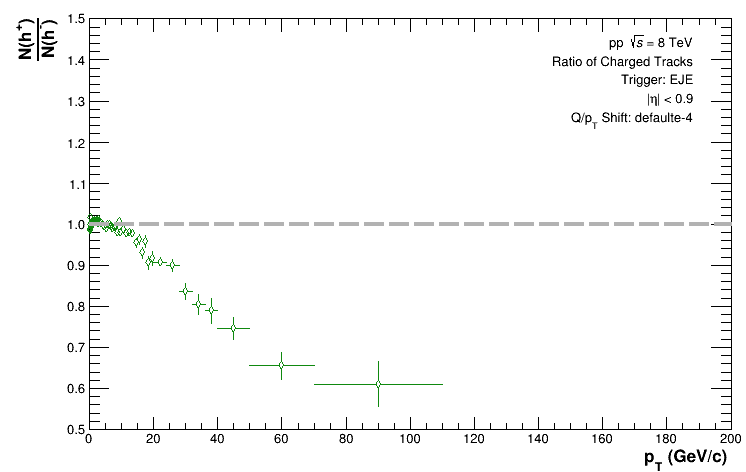 N(h⁺)
N(h⁻)
pp √s = 8 TeV
Ratio of Charged Tracks
Trigger: EJE
|η| < 0.9
Q/p_T Shift: defaulte-4
1.5
1.4
1.3
1.2
1.1
1.0
0.9
0.8
0.7
0.6
0.5
0 20 40 60 80 100 120 140 160 180 200
p_T (GeV/c)